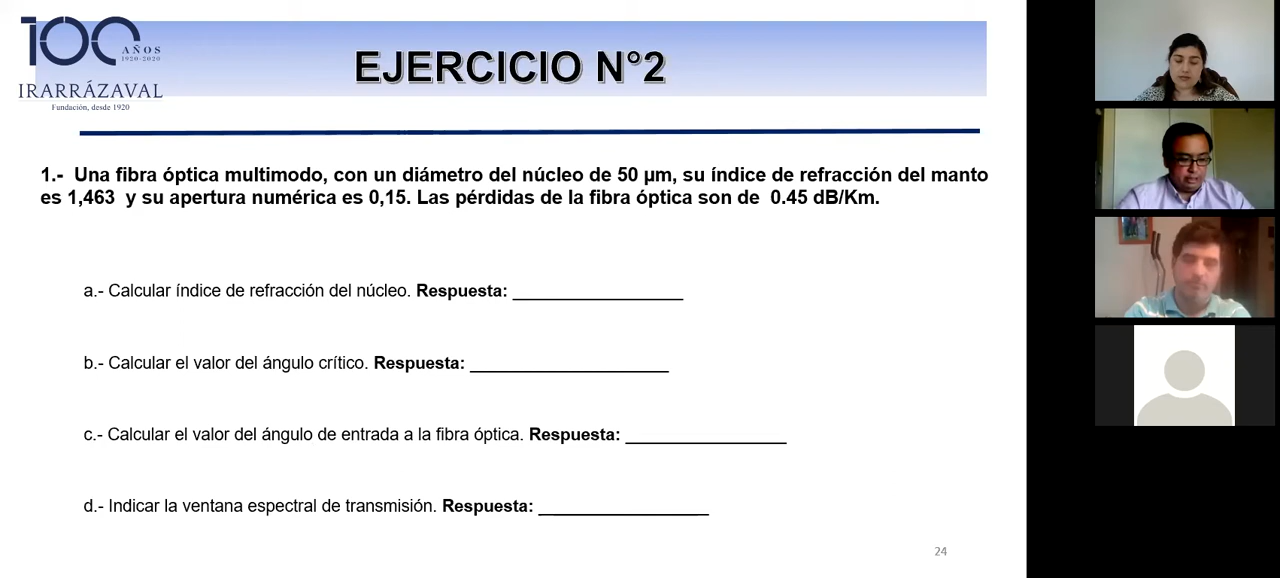 100
AÑOS
1920-2020
IRARRÁZAVAL
Fundación, desde 1920
EJERCICIO N°2
1.- Una fibra óptica multimodo, con un diámetro del núcleo de 50 µm, su índice de refracción del manto
es 1,463 y su apertura numérica es 0,15. Las pérdidas de la fibra óptica son de 0.45 dB/Km.
a.- Calcular índice de refracción del núcleo. Respuesta: __________________
b.- Calcular el valor del ángulo crítico. Respuesta: _____________________
c.- Calcular el valor del ángulo de entrada a la fibra óptica. Respuesta: _________________
d.- Indicar la ventana espectral de transmisión. Respuesta: __________________
24